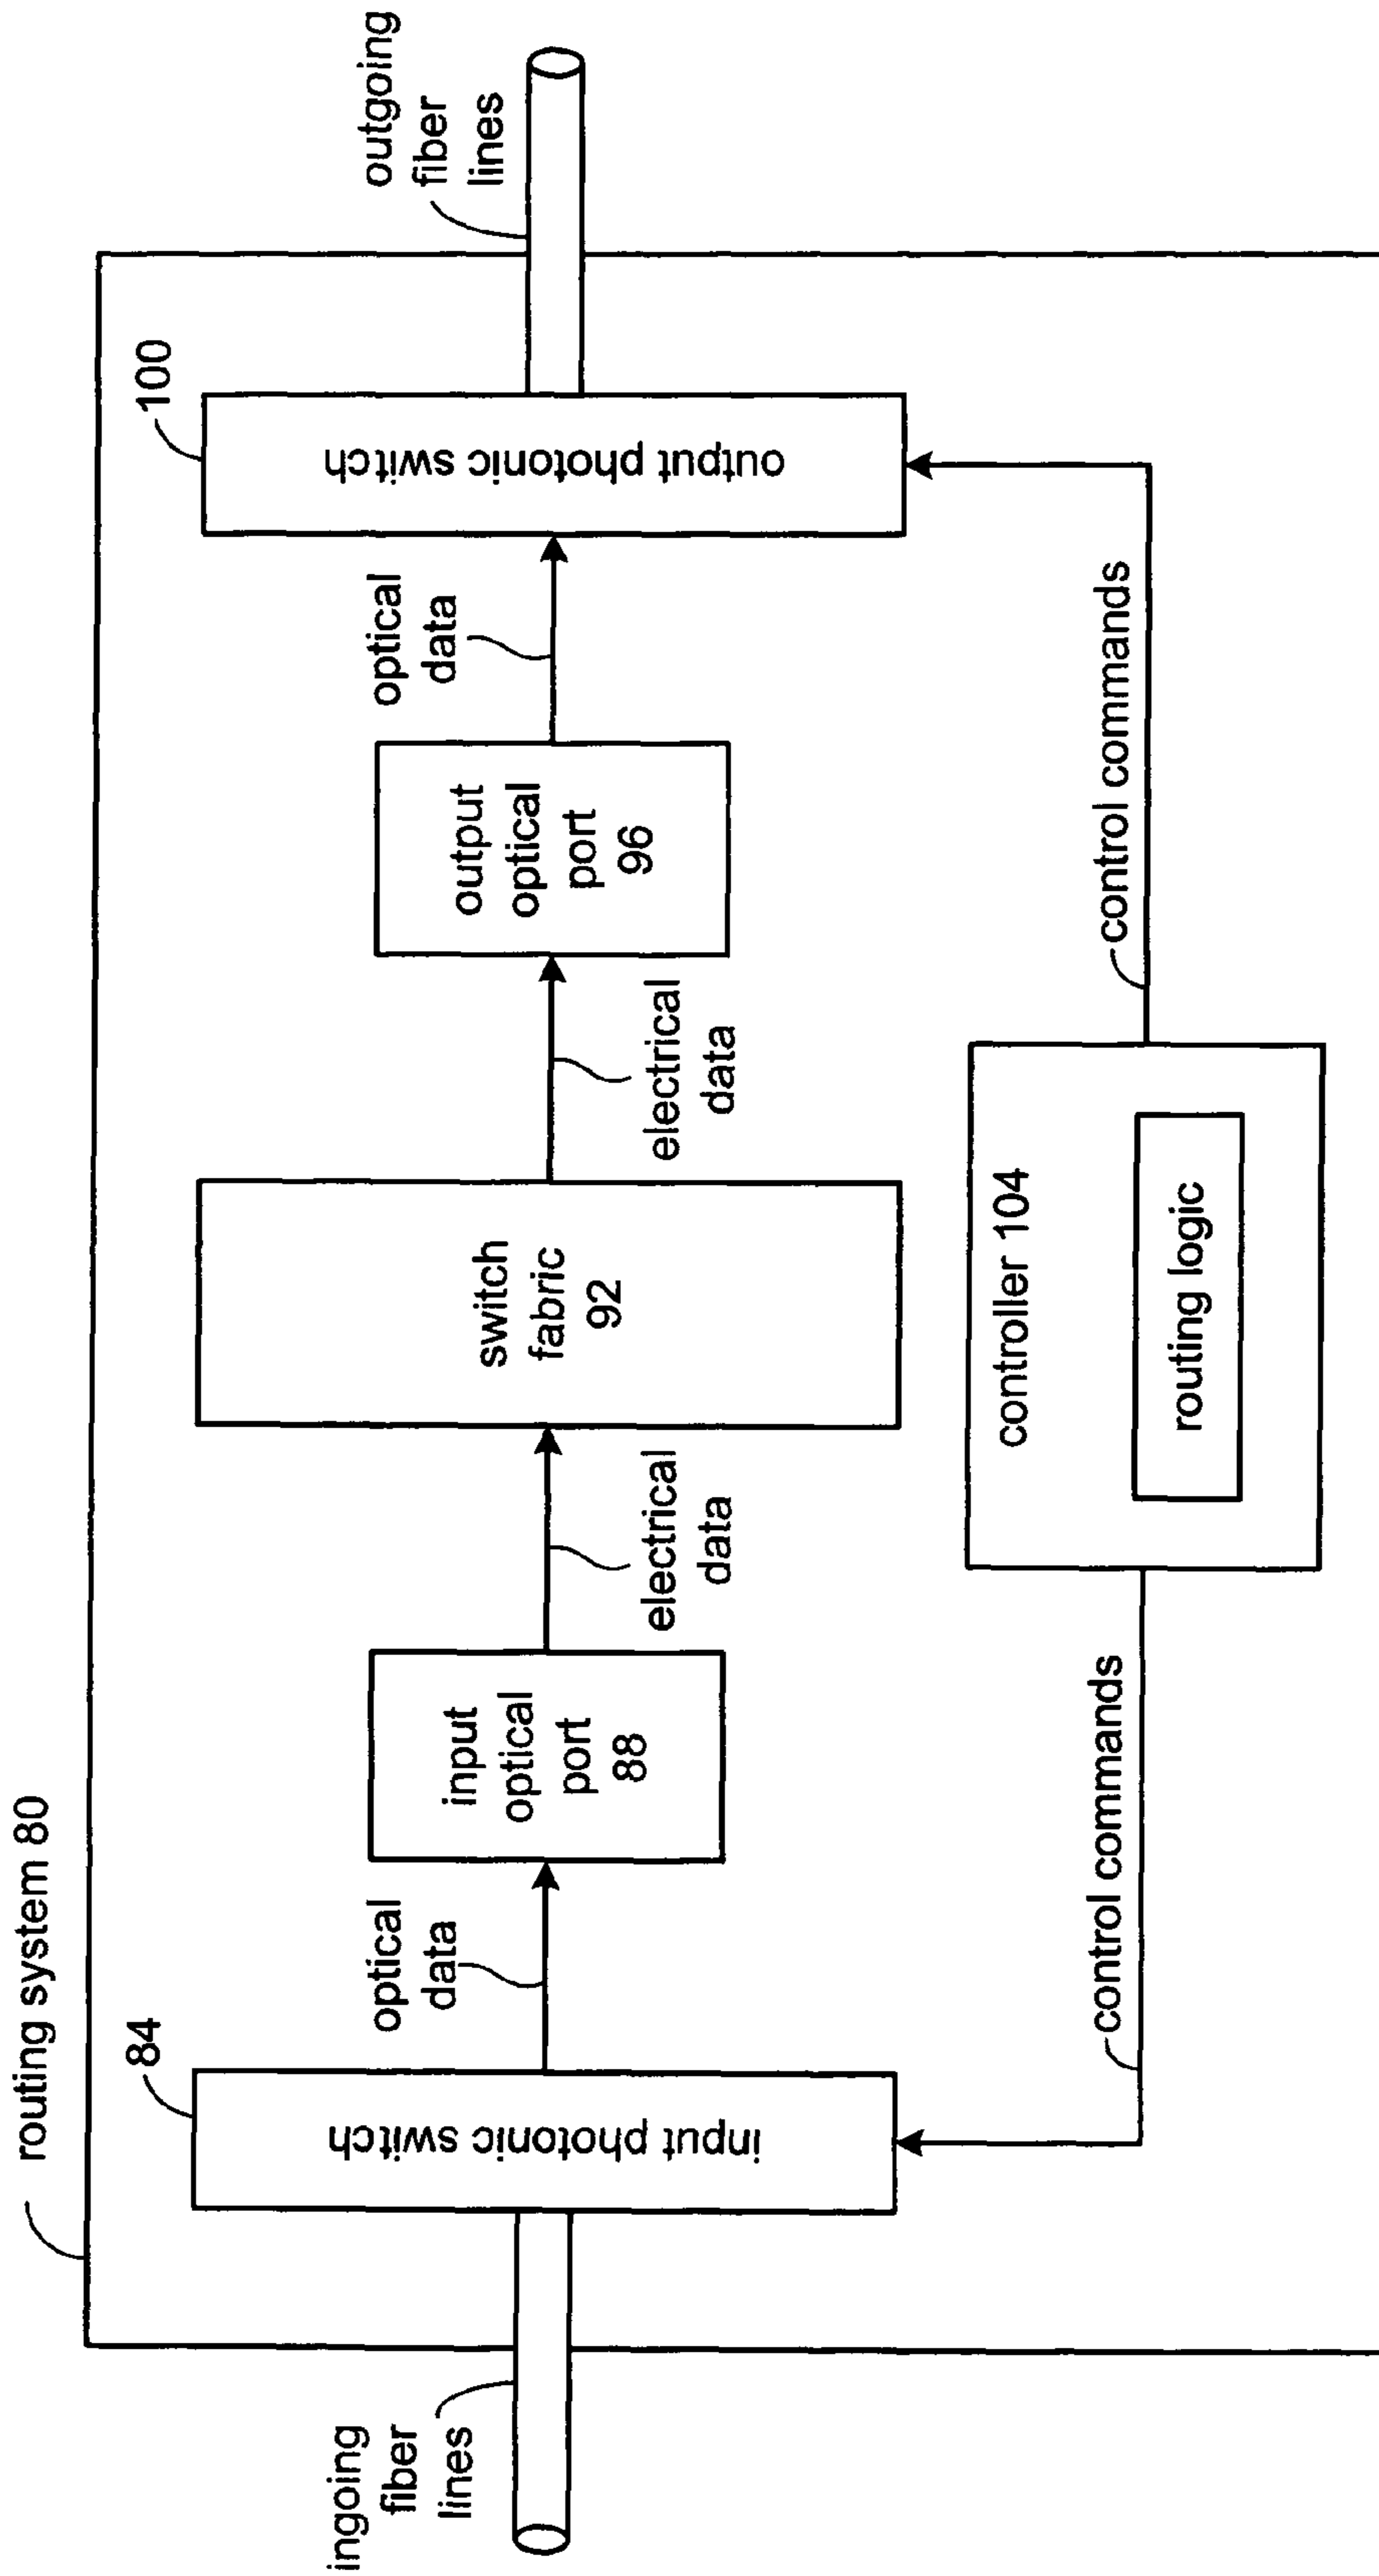 routing system 80
ingoing
fiber
lines
84
input photonic switch
optical
data
input
optical
port
88
electrical
data
switch
fabric
92
electrical
data
output
optical
port
96
optical
data
100
output photonic switch
outgoing
fiber
lines
control commands
controller 104
routing logic
control commands